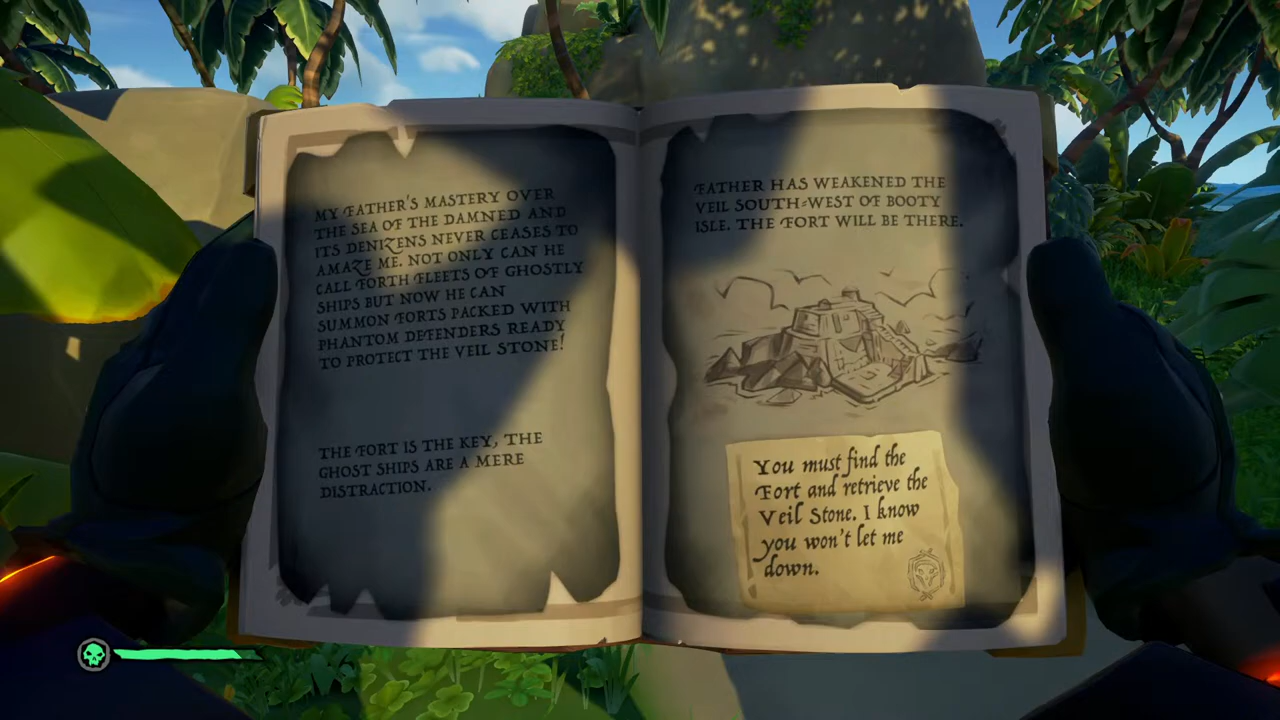 MY FATHER'S MASTERY OVER
THE SEA OF THE DAMNED AND
ITS DENIZENS NEVER CEASES TO
AMAZE ME. NOT ONLY CAN HE
CALL FORTH FLEETS OF GHOSTLY
SHIPS BUT NOW HE CAN
SUMMON FORTS PACKED WITH
PHANTOM DEFENDERS READY
TO PROTECT THE VEIL STONE!
THE FORT IS THE KEY, THE
GHOST SHIPS ARE A MERE
DISTRACTION.
FATHER HAS WEAKENED THE
VEIL SOUTH-WEST OF BOOTY
ISLE. THE FORT WILL BE THERE.
You must find the
Fort and retrieve the
Veil Stone. I know
you won't let me
down.